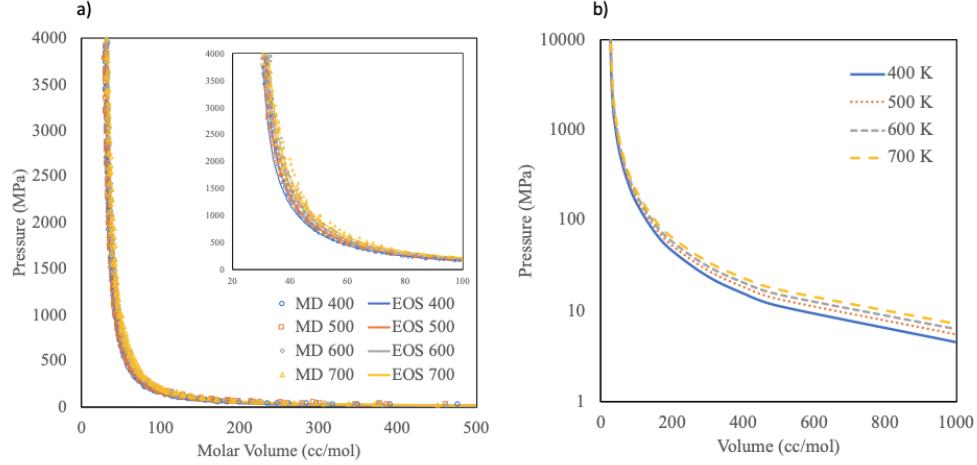 a)
4000
3500
3000
2500
2000
1500
1000
500
0
Pressure (MPa)
0 100 200 300 400 500
Molar Volume (cc/mol)
4000
3500
3000
2500
2000
1500
1000
500
0
20 40 60 80 100
MD 400 EOS 400
MD 500 EOS 500
MD 600 EOS 600
MD 700 EOS 700
b)
10000
1000
100
10
1
Pressure (MPa)
0 200 400 600 800 1000
Volume (cc/mol)
400 K
500 K
600 K
700 K